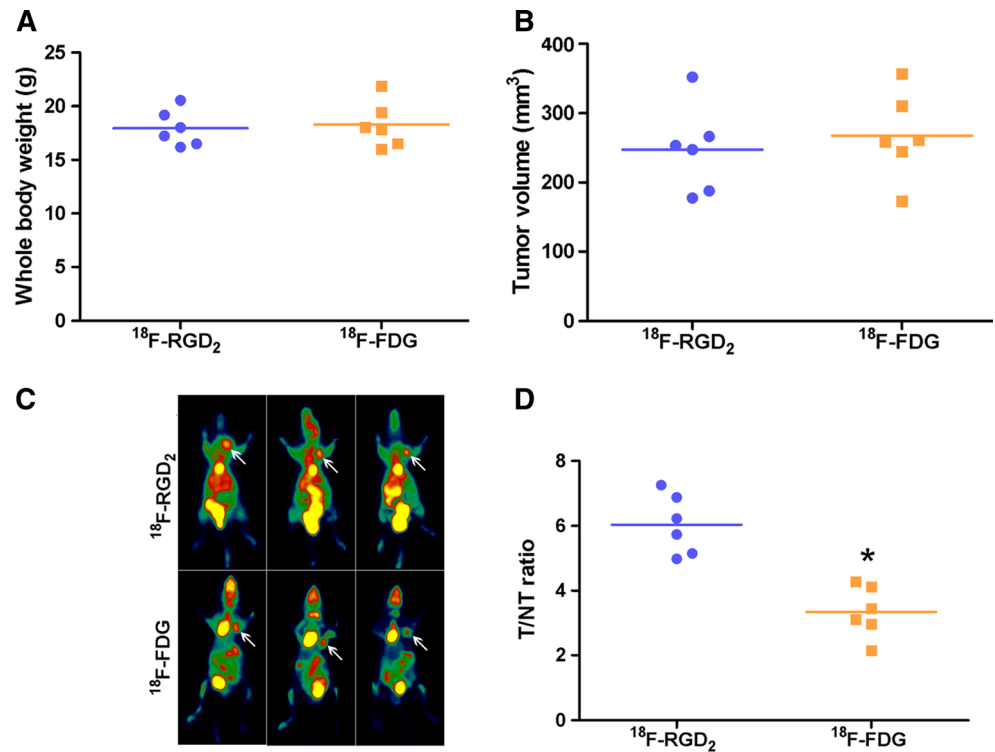 A
Whole body weight (g)
25
20
15
10
5
0
¹⁸F-RGD₂
¹⁸F-FDG
B
Tumor volume (mm³)
400
300
200
100
0
¹⁸F-RGD₂
¹⁸F-FDG
C
¹⁸F-RGD₂
¹⁸F-FDG
D
T/NT ratio
8
6
4
2
0
*
¹⁸F-RGD₂
¹⁸F-FDG